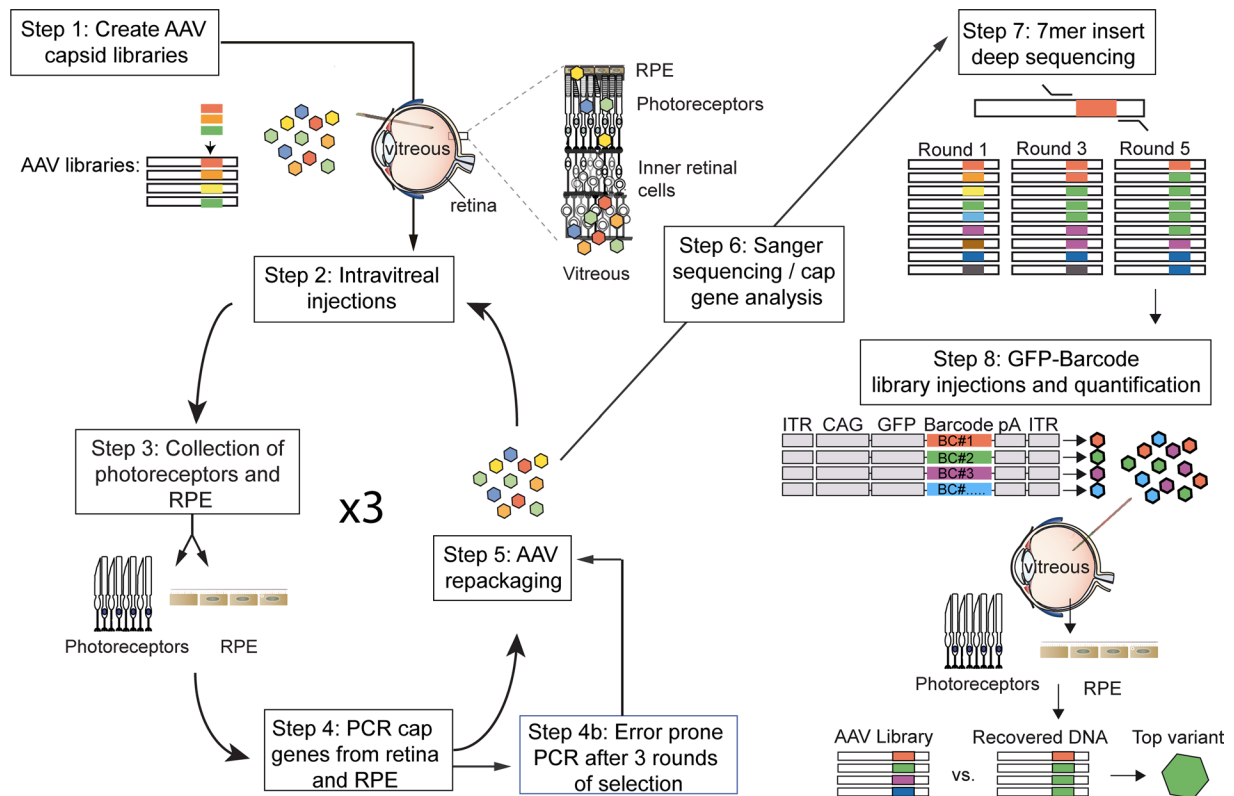 Step 1: Create AAV
capsid libraries
AAV libraries:
vitreous
retina
RPE
Photoreceptors
Inner retinal
cells
Vitreous
Step 2: Intravitreal
injections
Step 3: Collection of
photoreceptors and
RPE
Photoreceptors
RPE
x3
Step 4: PCR cap
genes from retina
and RPE
Step 4b: Error prone
PCR after 3 rounds
of selection
Step 5: AAV
repackaging
Step 6: Sanger
sequencing / cap
gene analysis
Step 7: 7mer insert
deep sequencing
Round 1 Round 3 Round 5
Step 8: GFP-Barcode
library injections and quantification
ITR CAG GFP Barcode pA ITR
BC#1
BC#2
BC#3
BC#.....
vitreous
Photoreceptors
RPE
AAV Library
vs.
Recovered DNA
Top variant